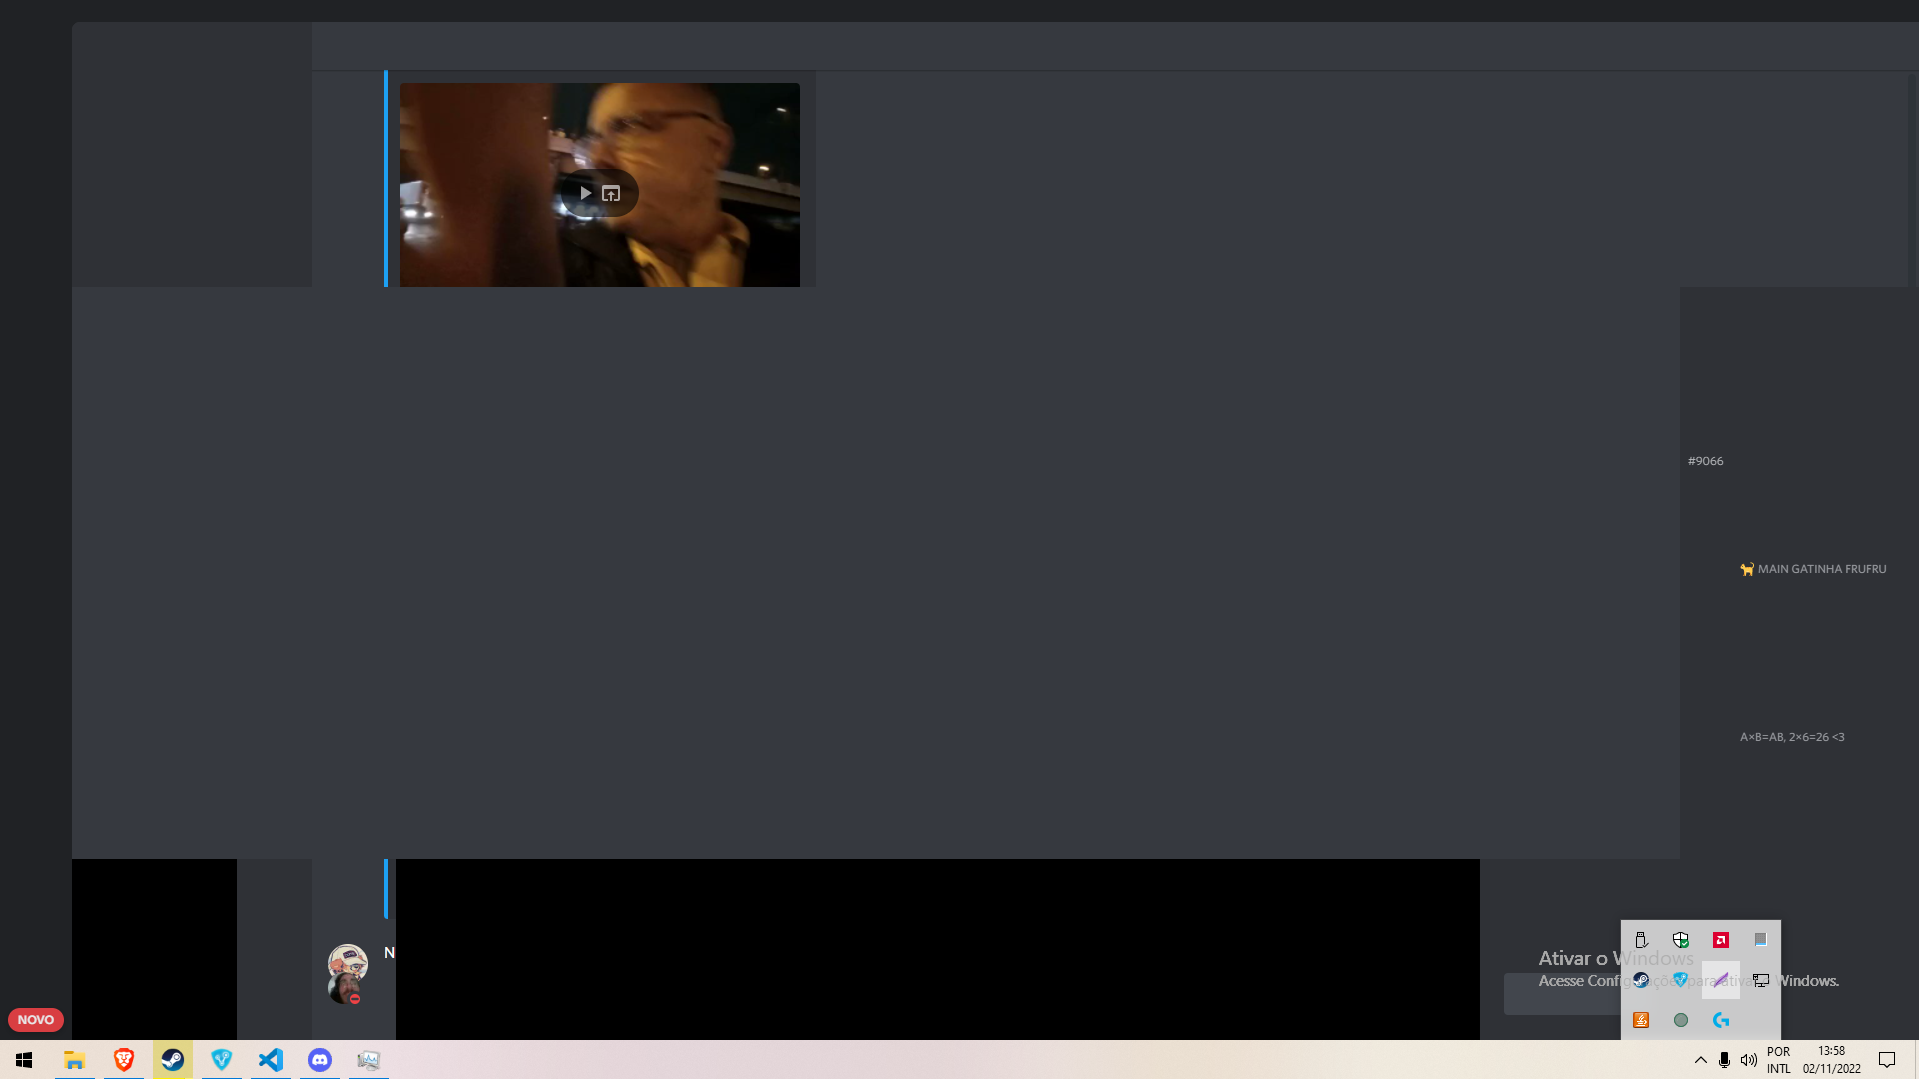 #9066
🐈 MAIN GATINHA FRUFRU
A×B=AB, 2×6=26 <3
N
Ativar o Windows
Acesse Configurações para ativar o Windows.
NOVO
POR
INTL
13:58
02/11/2022